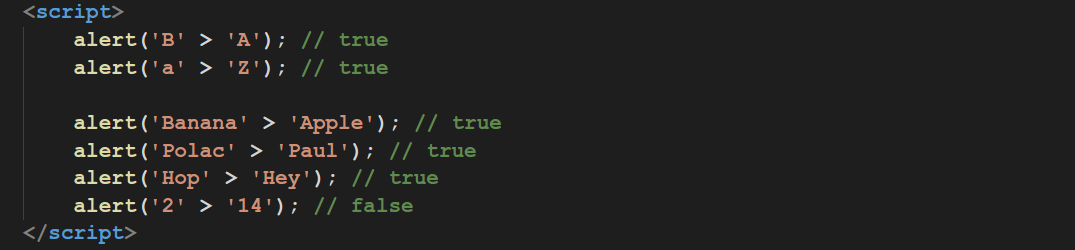 <script>
alert('B' > 'A'); // true
alert('a' > 'Z'); // true
alert('Banana' > 'Apple'); // true
alert('Polac' > 'Paul'); // true
alert('Hop' > 'Hey'); // true
alert('2' > '14'); // false
</script>